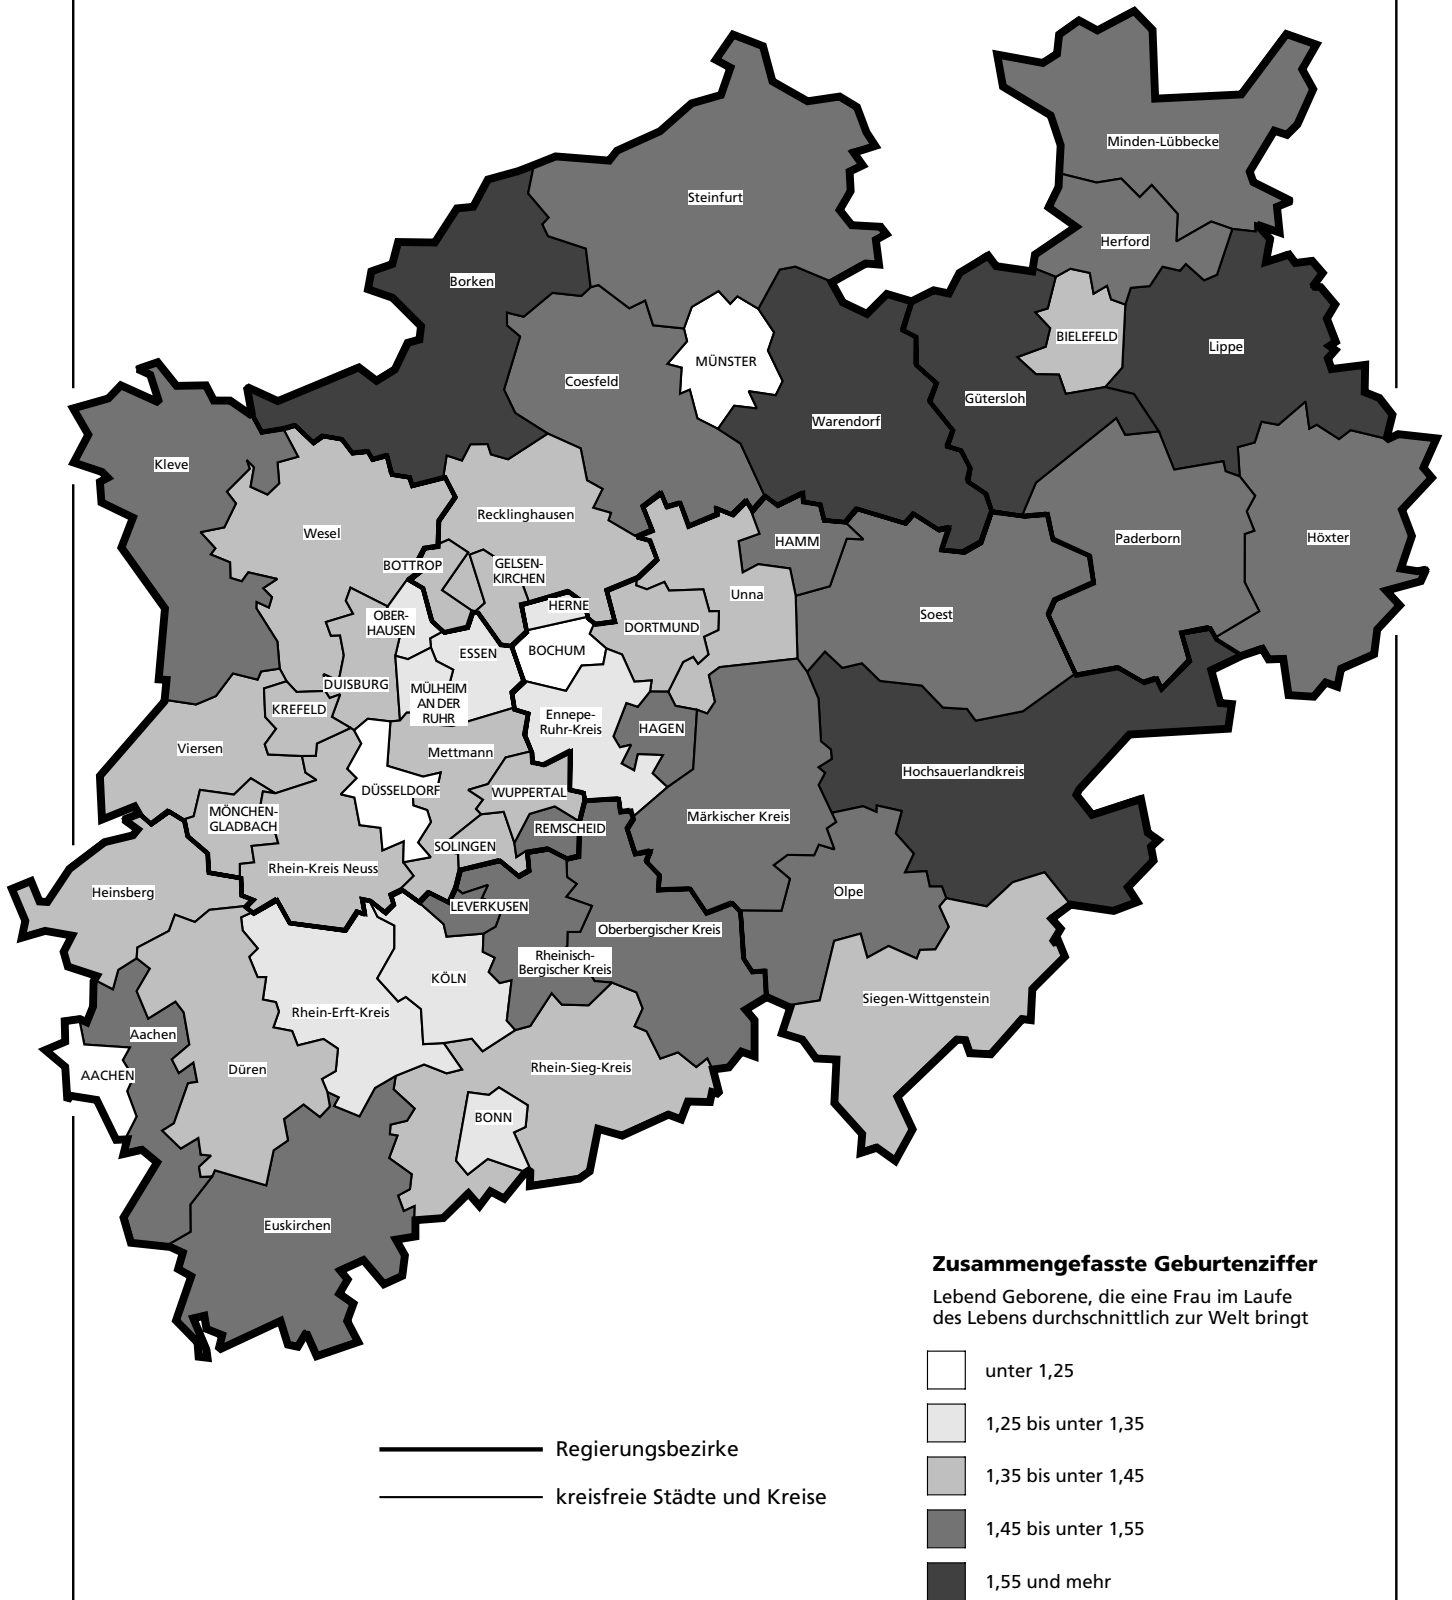 Minden-Lübbecke
Steinfurt
Herford
Borken
BIELEFELD
Lippe
MÜNSTER
Coesfeld
Gütersloh
Warendorf
Kleve
Recklinghausen
Wesel
HAMM
Paderborn
Höxter
BOTTROP
GELSEN-
KIRCHEN
Unna
HERNE
Soest
OBER-
HAUSEN
DORTMUND
ESSEN
BOCHUM
DUISBURG
MÜLHEIM
AN DER
RUHR
KREFELD
Ennepe-
Ruhr-Kreis
HAGEN
Viersen
Mettmann
Hochsauerlandkreis
DÜSSELDORF
WUPPERTAL
MÖNCHEN-
GLADBACH
Märkischer Kreis
REMSCHEID
SOLINGEN
Rhein-Kreis Neuss
Heinsberg
Olpe
LEVERKUSEN
Oberbergischer Kreis
Rheinisch-
Bergischer Kreis
KÖLN
Siegen-Wittgenstein
Rhein-Erft-Kreis
Aachen
Düren
Rhein-Sieg-Kreis
AACHEN
BONN
Euskirchen
Zusammengefasste Geburtenziffer
Lebend Geborene, die eine Frau im Laufe
des Lebens durchschnittlich zur Welt bringt
unter 1,25
1,25 bis unter 1,35
1,35 bis unter 1,45
1,45 bis unter 1,55
1,55 und mehr
Regierungsbezirke
kreisfreie Städte und Kreise